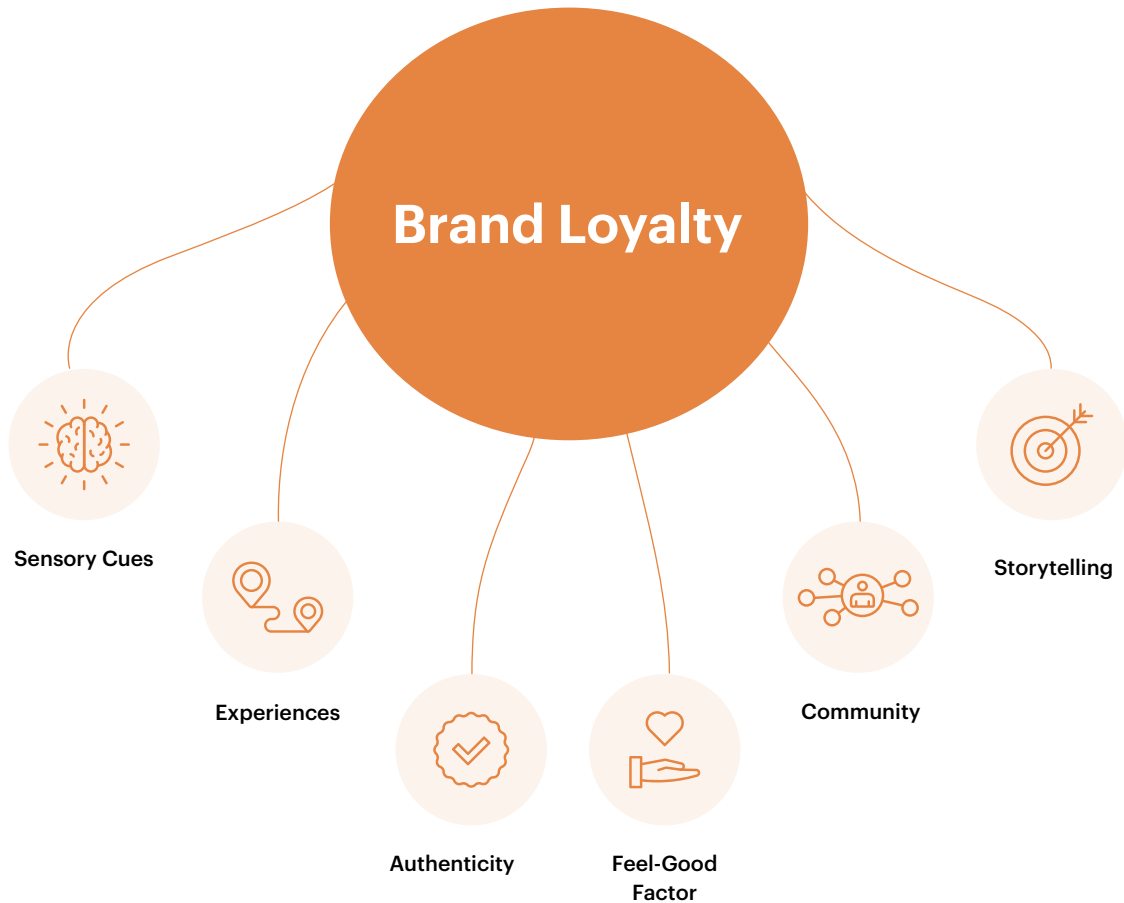 Brand Loyalty
Sensory Cues
Experiences
Authenticity
Feel-Good
Factor
Community
Storytelling